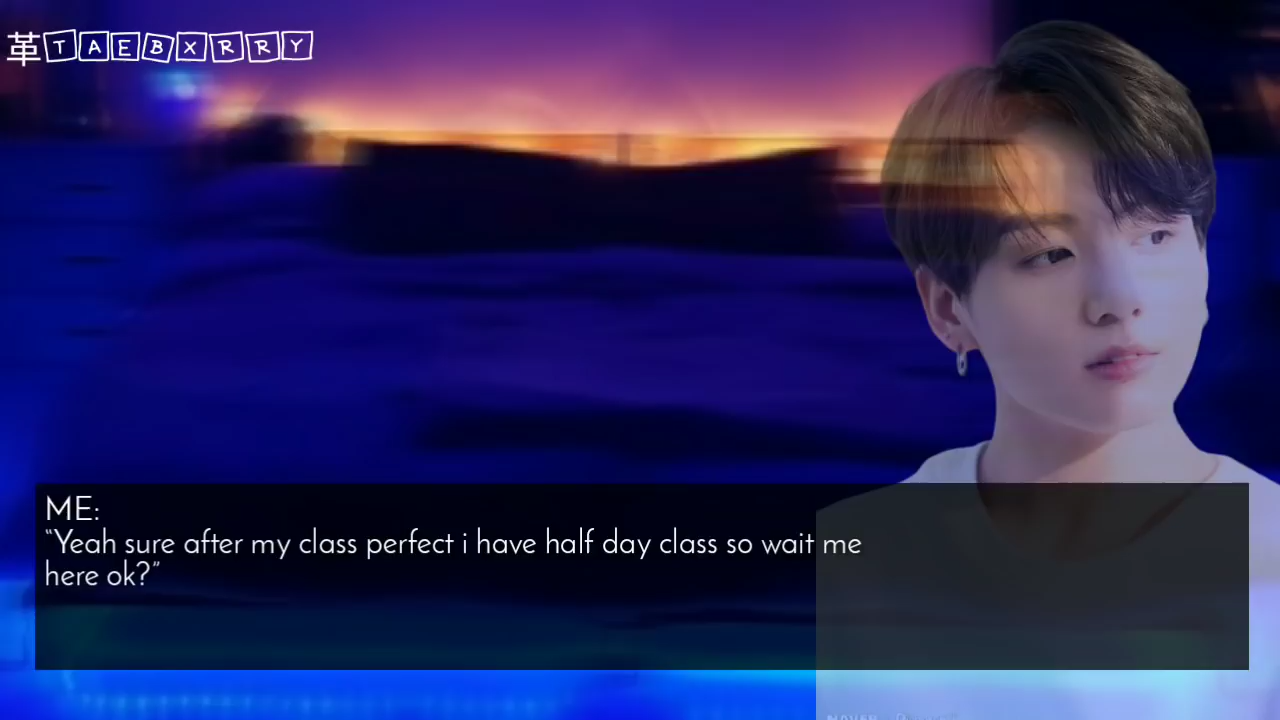 革TAEBXRRY
ME:
“Yeah sure after my class perfect i have half day class so wait me
here ok?”
NAVER